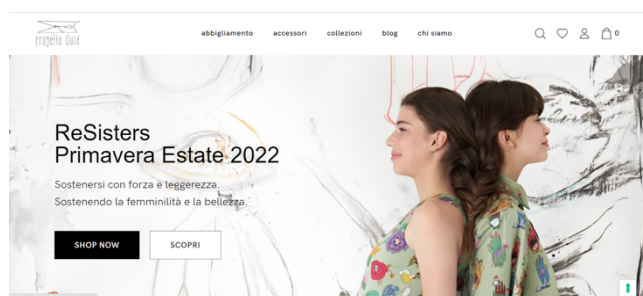 progetto Quid
abbigliamento accessori collezioni blog chi siamo
0
ReSisters
Primavera Estate 2022
Sostenersi con forza e leggerezza.
Sostenendo la femminilità e la bellezza.
SHOP NOW SCOPRI